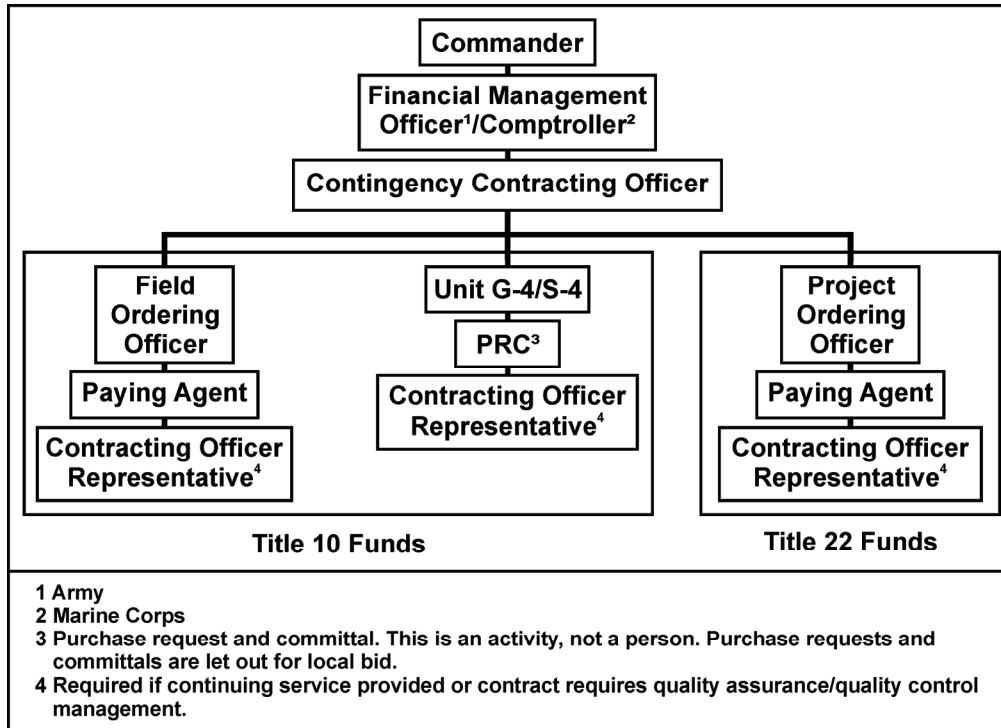 Commander
Financial Management
Officer¹/Comptroller²
Contingency Contracting Officer
Field
Ordering
Officer
Paying Agent
Contracting Officer
Representative⁴
Unit G-4/S-4
PRC³
Contracting Officer
Representative⁴
Project
Ordering
Officer
Paying Agent
Contracting Officer
Representative⁴
Title 10 Funds
Title 22 Funds
1 Army
2 Marine Corps
3 Purchase request and committal. This is an activity, not a person. Purchase requests and
committals are let out for local bid.
4 Required if continuing service provided or contract requires quality assurance/quality control
management.